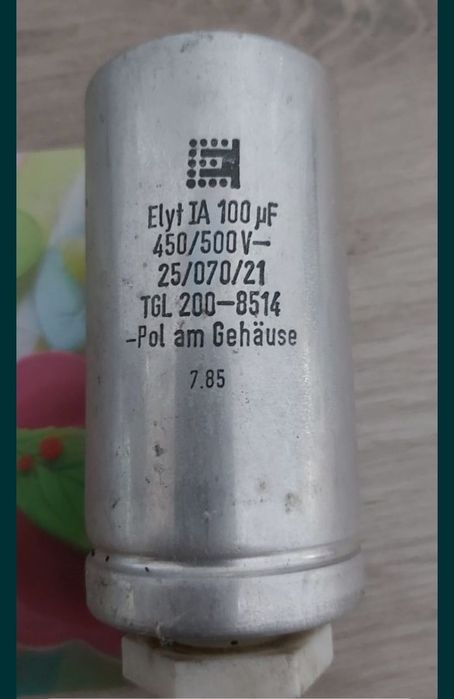 Elyt IA 100 µF
450/500 V–
25/070/21
TGL 200–8514
–Pol am Gehäuse
7.85